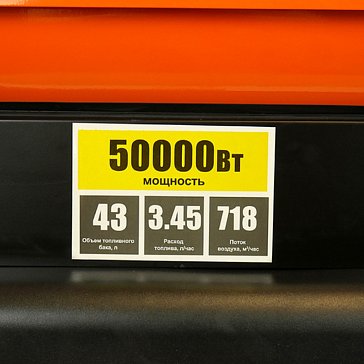 50000Вт
мощность
43 3.45 718
Объем топливного бака, л
Расход топлива, л/час
Поток воздуха, м³/час